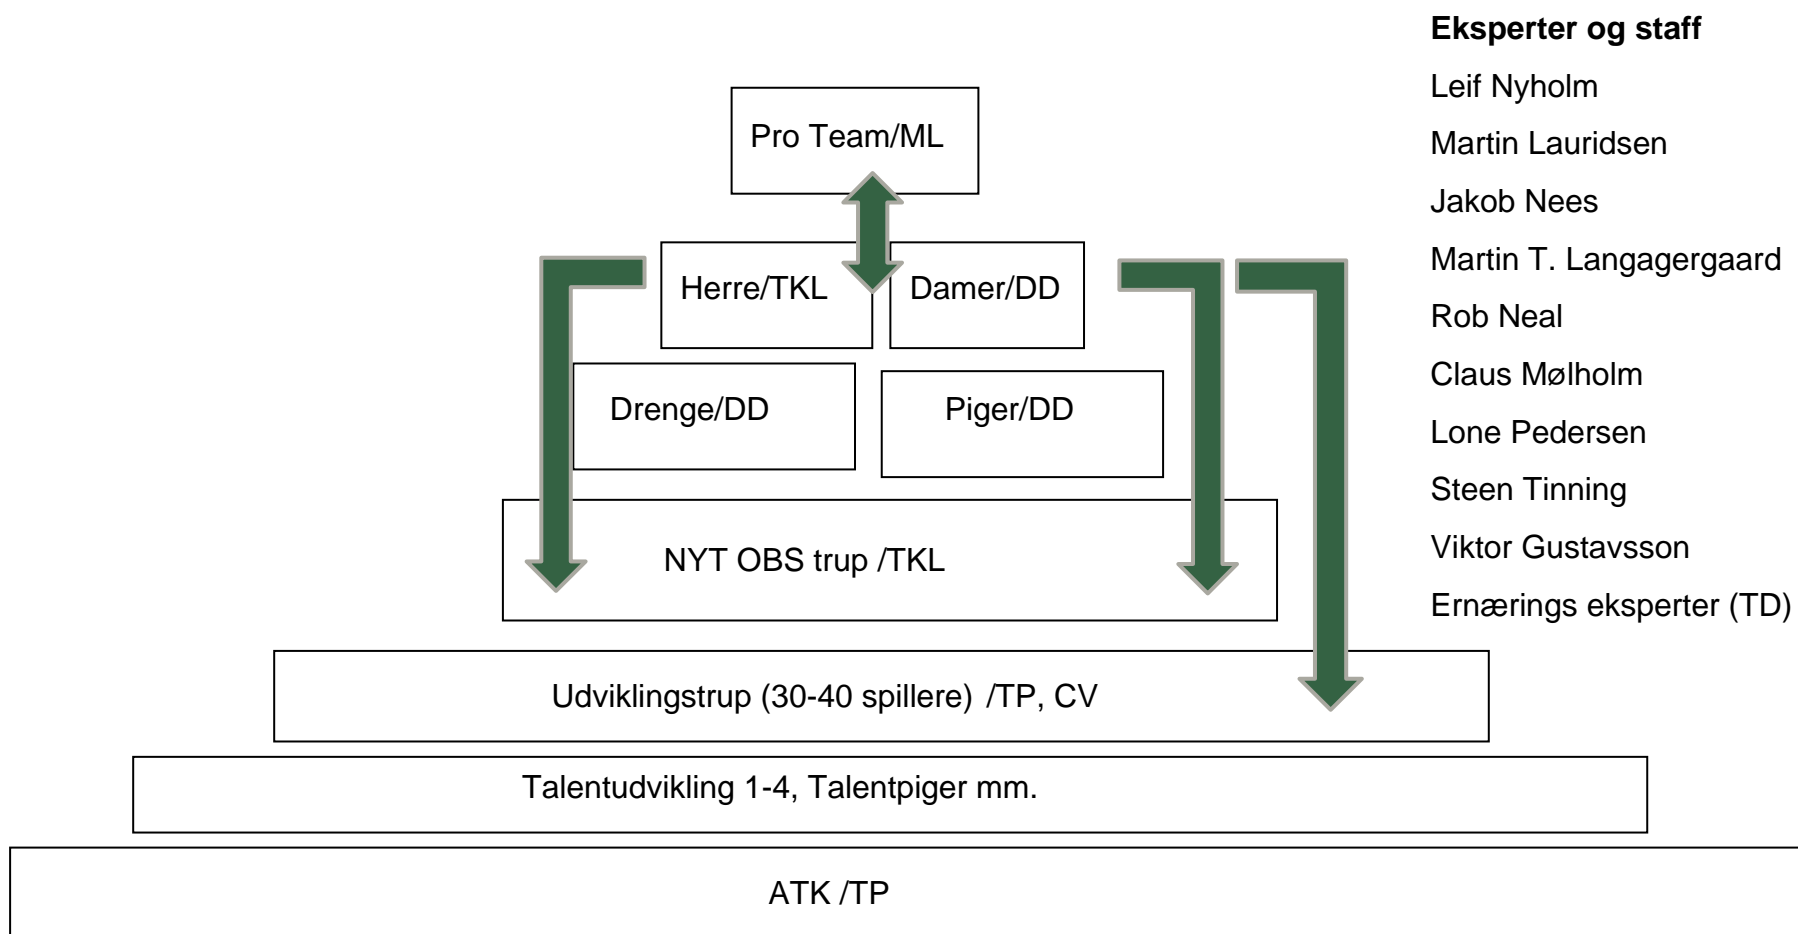 Eksperter og staff
Leif Nyholm
Martin Lauridsen
Jakob Nees
Martin T. Langagergaard
Rob Neal
Claus Mølholm
Lone Pedersen
Steen Tinning
Viktor Gustavsson
Ernærings eksperter (TD)
Pro Team/ML
Herre/TKL
Damer/DD
Drenge/DD
Piger/DD
NYT OBS trup /TKL
Udviklingstrup (30-40 spillere) /TP, CV
Talentudvikling 1-4, Talentpiger mm.
ATK /TP